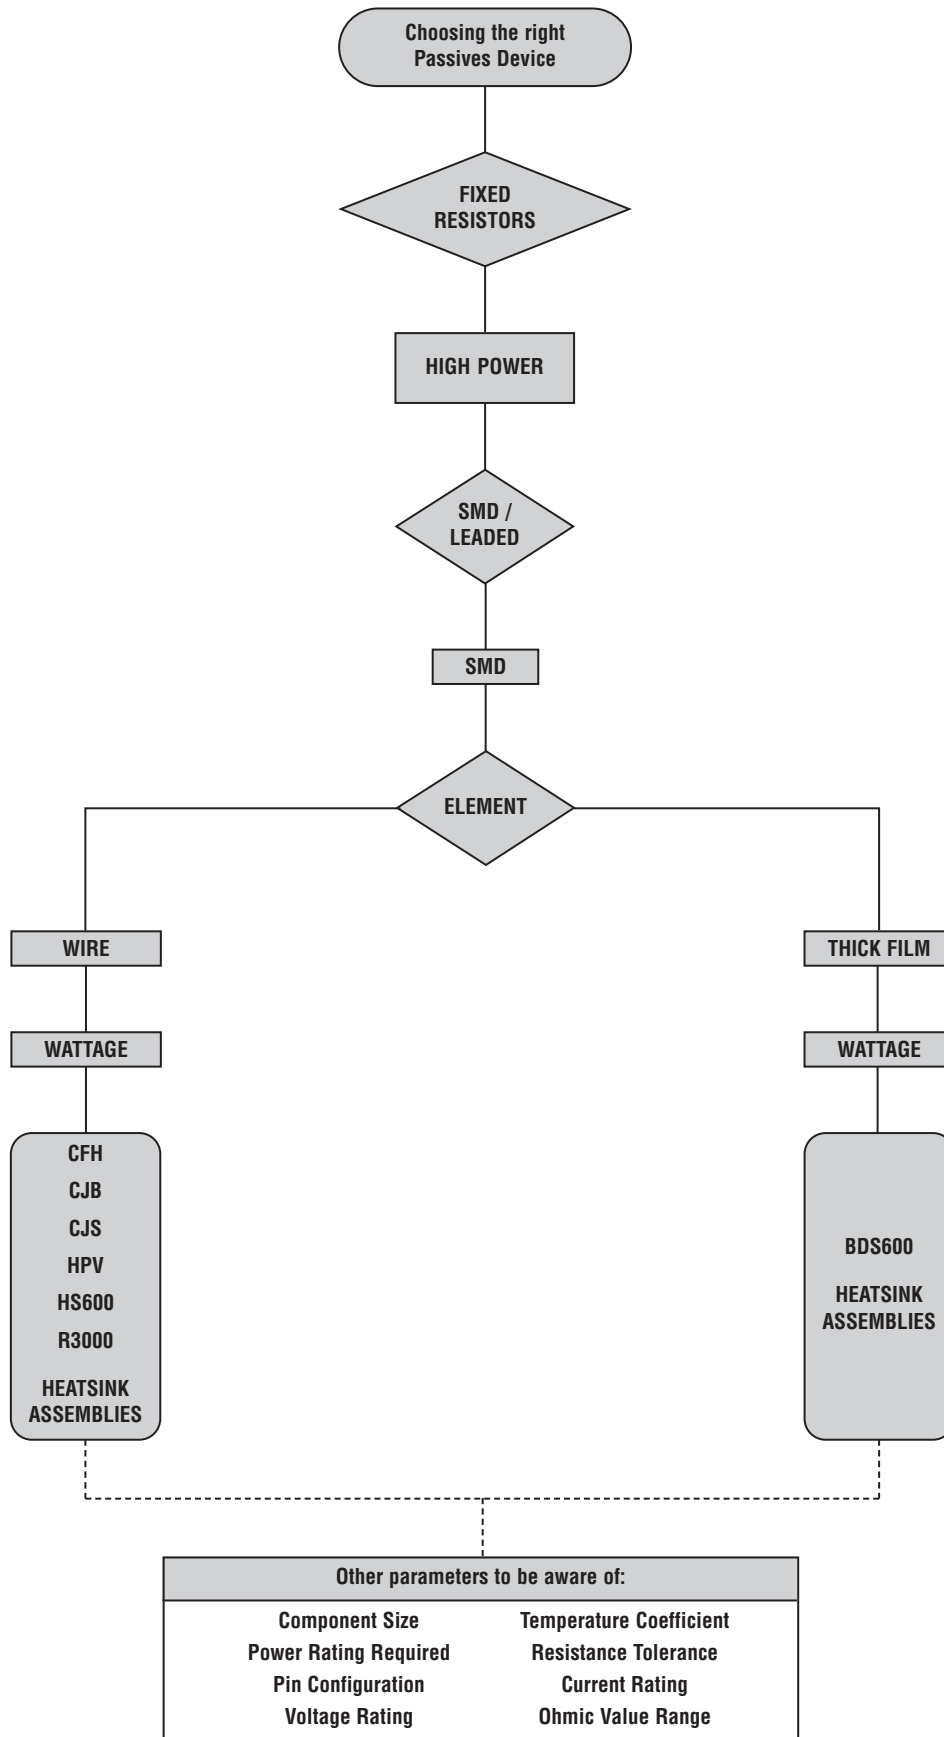 Choosing the right
Passives Device
FIXED
RESISTORS
HIGH POWER
SMD /
LEADED
SMD
ELEMENT
WIRE
THICK FILM
WATTAGE
WATTAGE
CFH
CJB
CJS
HPV
HS600
R3000
HEATSINK
ASSEMBLIES
BDS600
HEATSINK
ASSEMBLIES
Other parameters to be aware of:
Component Size
Temperature Coefficient
Power Rating Required
Resistance Tolerance
Pin Configuration
Current Rating
Voltage Rating
Ohmic Value Range